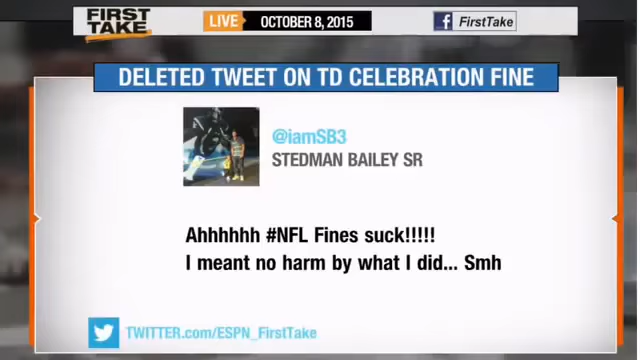 FIRST TAKE
LIVE OCTOBER 8, 2015
f FirstTake
DELETED TWEET ON TD CELEBRATION FINE
@iamSB3
STEDMAN BAILEY SR
Ahhhhhh #NFL Fines suck!!!!!
I meant no harm by what I did... Smh
TWITTER.com/ESPN_FirstTake